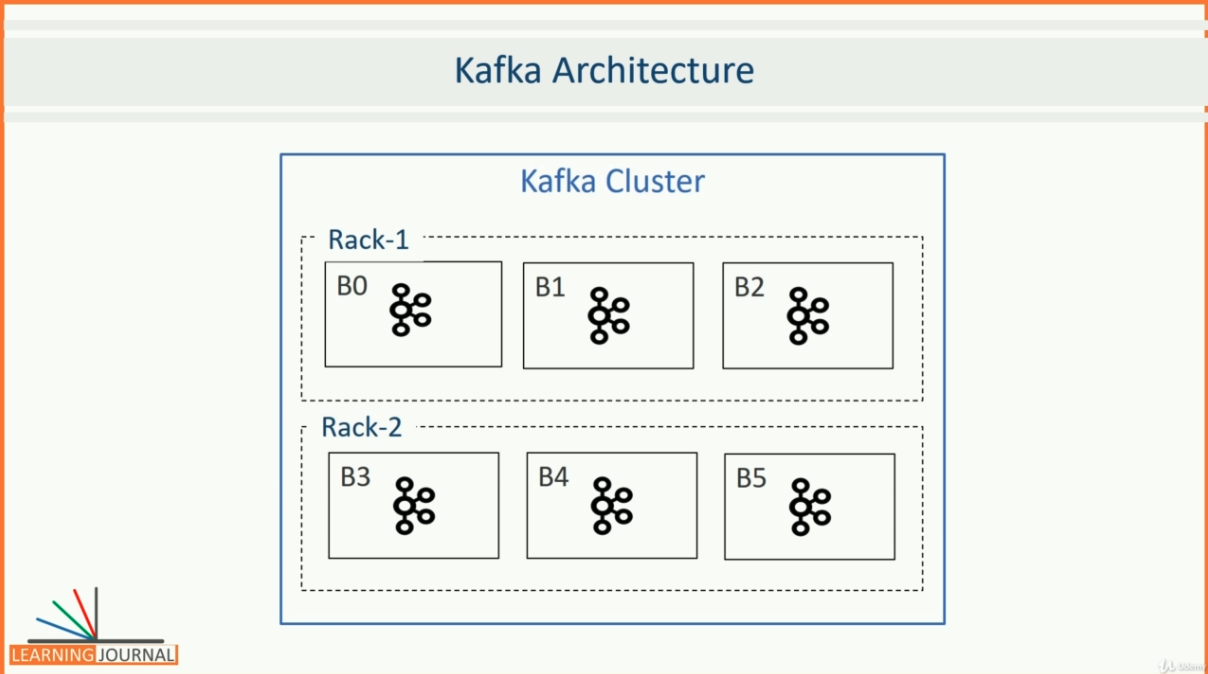 Kafka Architecture
Kafka Cluster
Rack-1
B0
B1
B2
Rack-2
B3
B4
B5
LEARNING JOURNAL
Udemy